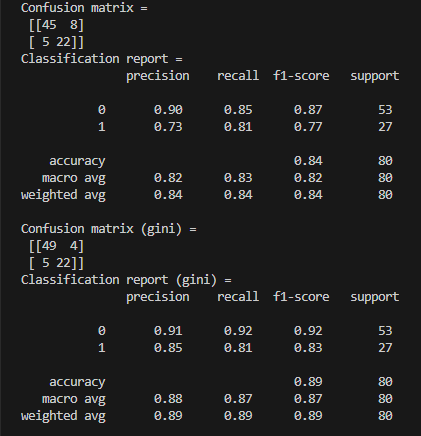 Confusion matrix =
 [[45  8]
 [ 5 22]]
Classification report =
              precision    recall  f1-score   support

           0       0.90      0.85      0.87        53
           1       0.73      0.81      0.77        27

    accuracy                           0.84        80
   macro avg       0.82      0.83      0.82        80
weighted avg       0.84      0.84      0.84        80

Confusion matrix (gini) =
 [[49  4]
 [ 5 22]]
Classification report (gini) =
              precision    recall  f1-score   support

           0       0.91      0.92      0.92        53
           1       0.85      0.81      0.83        27

    accuracy                           0.89        80
   macro avg       0.88      0.87      0.87        80
weighted avg       0.89      0.89      0.89        80